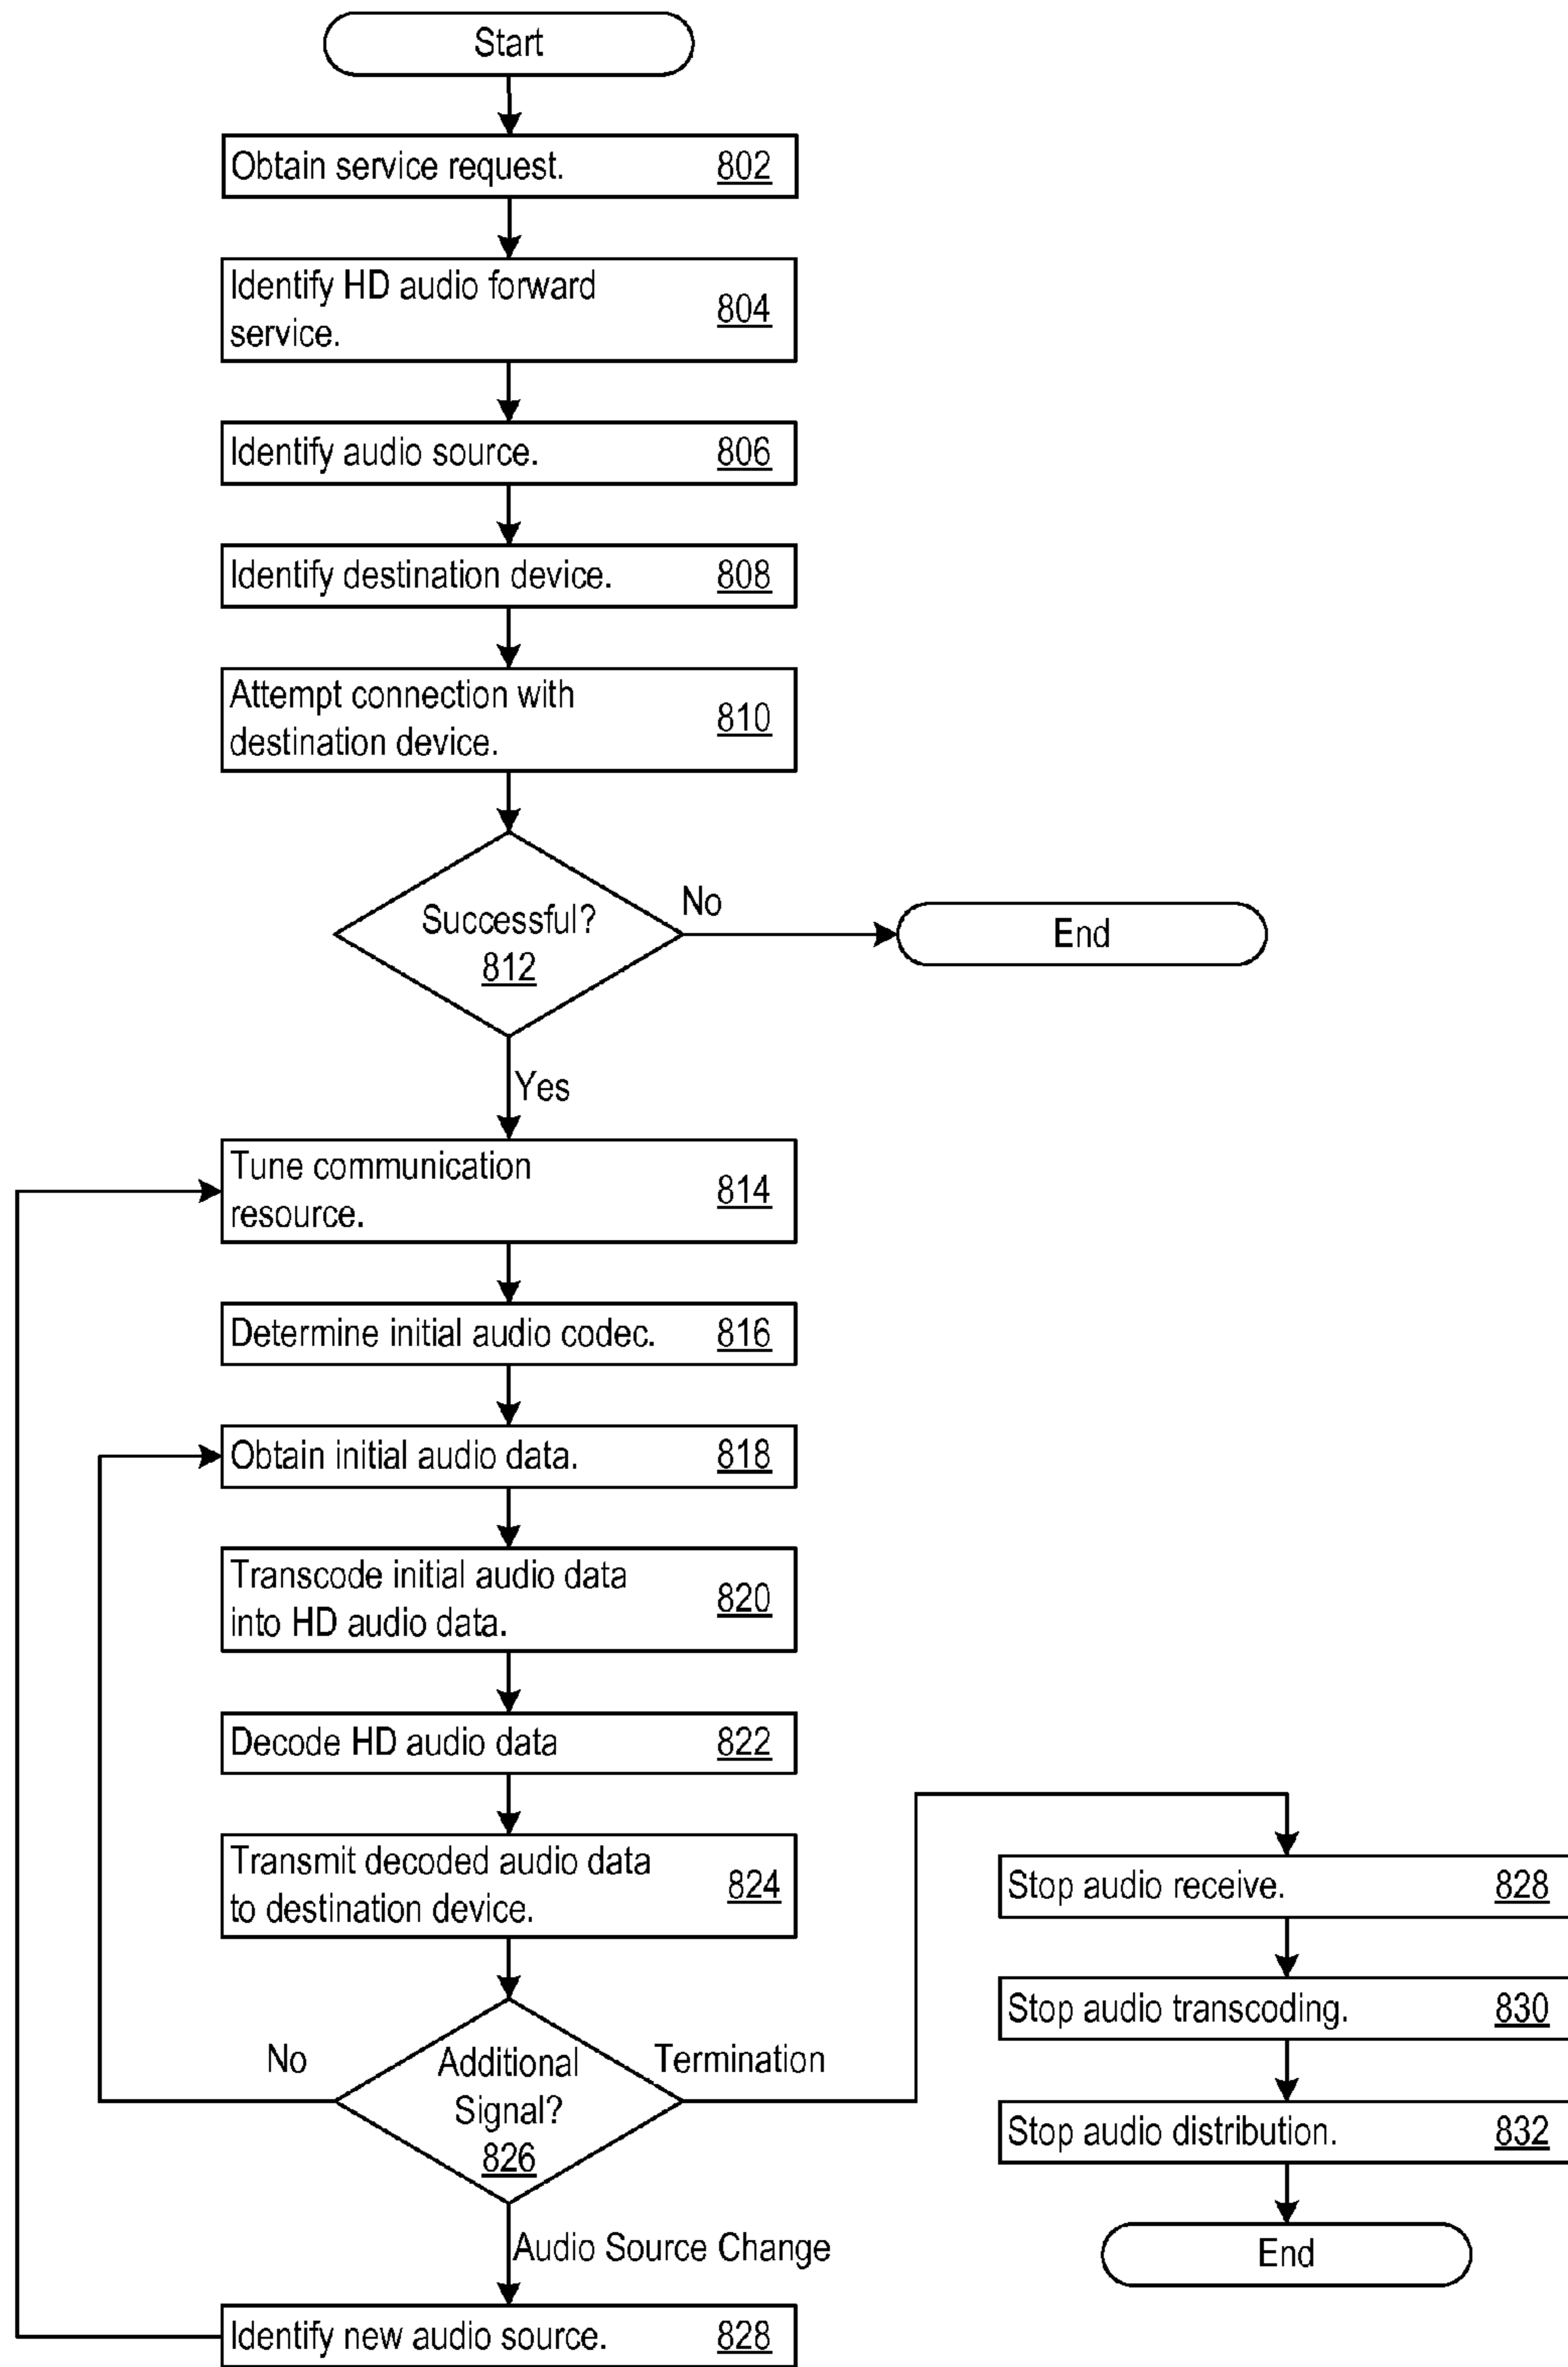 Start
Obtain service request. 802
Identify HD audio forward
service. 804
Identify audio source. 806
Identify destination device. 808
Attempt connection with
destination device. 810
Successful?
812
No
End
Yes
Tune communication
resource. 814
Determine initial audio codec. 816
Obtain initial audio data. 818
Transcode initial audio data
into HD audio data. 820
Decode HD audio data 822
Transmit decoded audio data
to destination device. 824
Additional
Signal?
826
No
Termination
Audio Source Change
Identify new audio source. 828
Stop audio receive. 828
Stop audio transcoding. 830
Stop audio distribution. 832
End